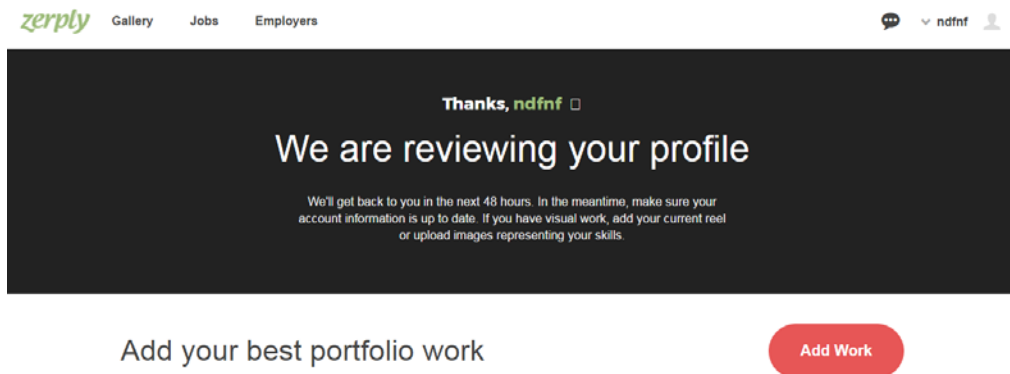 zerply Gallery Jobs Employers ndfnf
Thanks, ndfnf
We are reviewing your profile
We'll get back to you in the next 48 hours. In the meantime, make sure your
account information is up to date. If you have visual work, add your current reel
or upload images representing your skills.
Add your best portfolio work Add Work